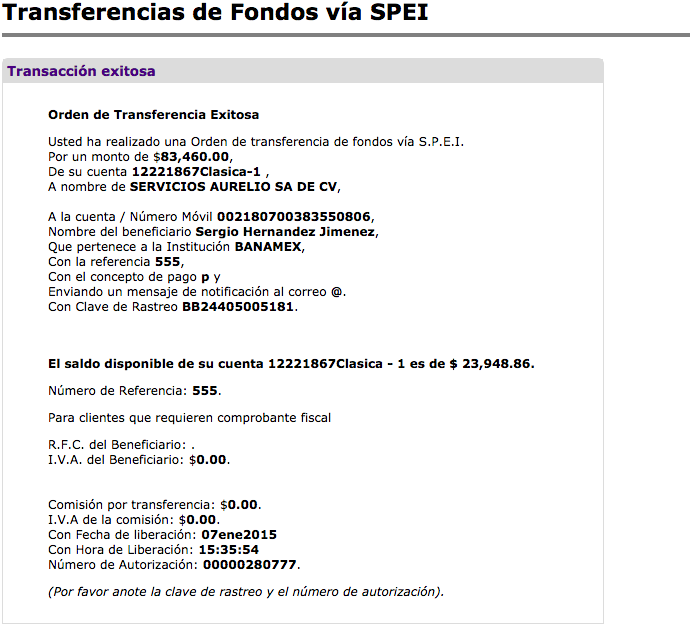 Transferencias de Fondos vía SPEI
Transacción exitosa
Orden de Transferencia Exitosa
Usted ha realizado una Orden de transferencia de fondos vía S.P.E.I.
Por un monto de $83,460.00,
De su cuenta 12221867Clasica-1 ,
A nombre de SERVICIOS AURELIO SA DE CV,
A la cuenta / Número Móvil 002180700383550806,
Nombre del beneficiario Sergio Hernandez Jimenez,
Que pertenece a la Institución BANAMEX,
Con la referencia 555,
Con el concepto de pago p y
Enviando un mensaje de notificación al correo @.
Con Clave de Rastreo BB24405005181.
El saldo disponible de su cuenta 12221867Clasica - 1 es de $ 23,948.86.
Número de Referencia: 555.
Para clientes que requieren comprobante fiscal
R.F.C. del Beneficiario: .
I.V.A. del Beneficiario: $0.00.
Comisión por transferencia: $0.00.
I.V.A de la comisión: $0.00.
Con Fecha de liberación: 07ene2015
Con Hora de Liberación: 15:35:54
Número de Autorización: 00000280777.
(Por favor anote la clave de rastreo y el número de autorización).